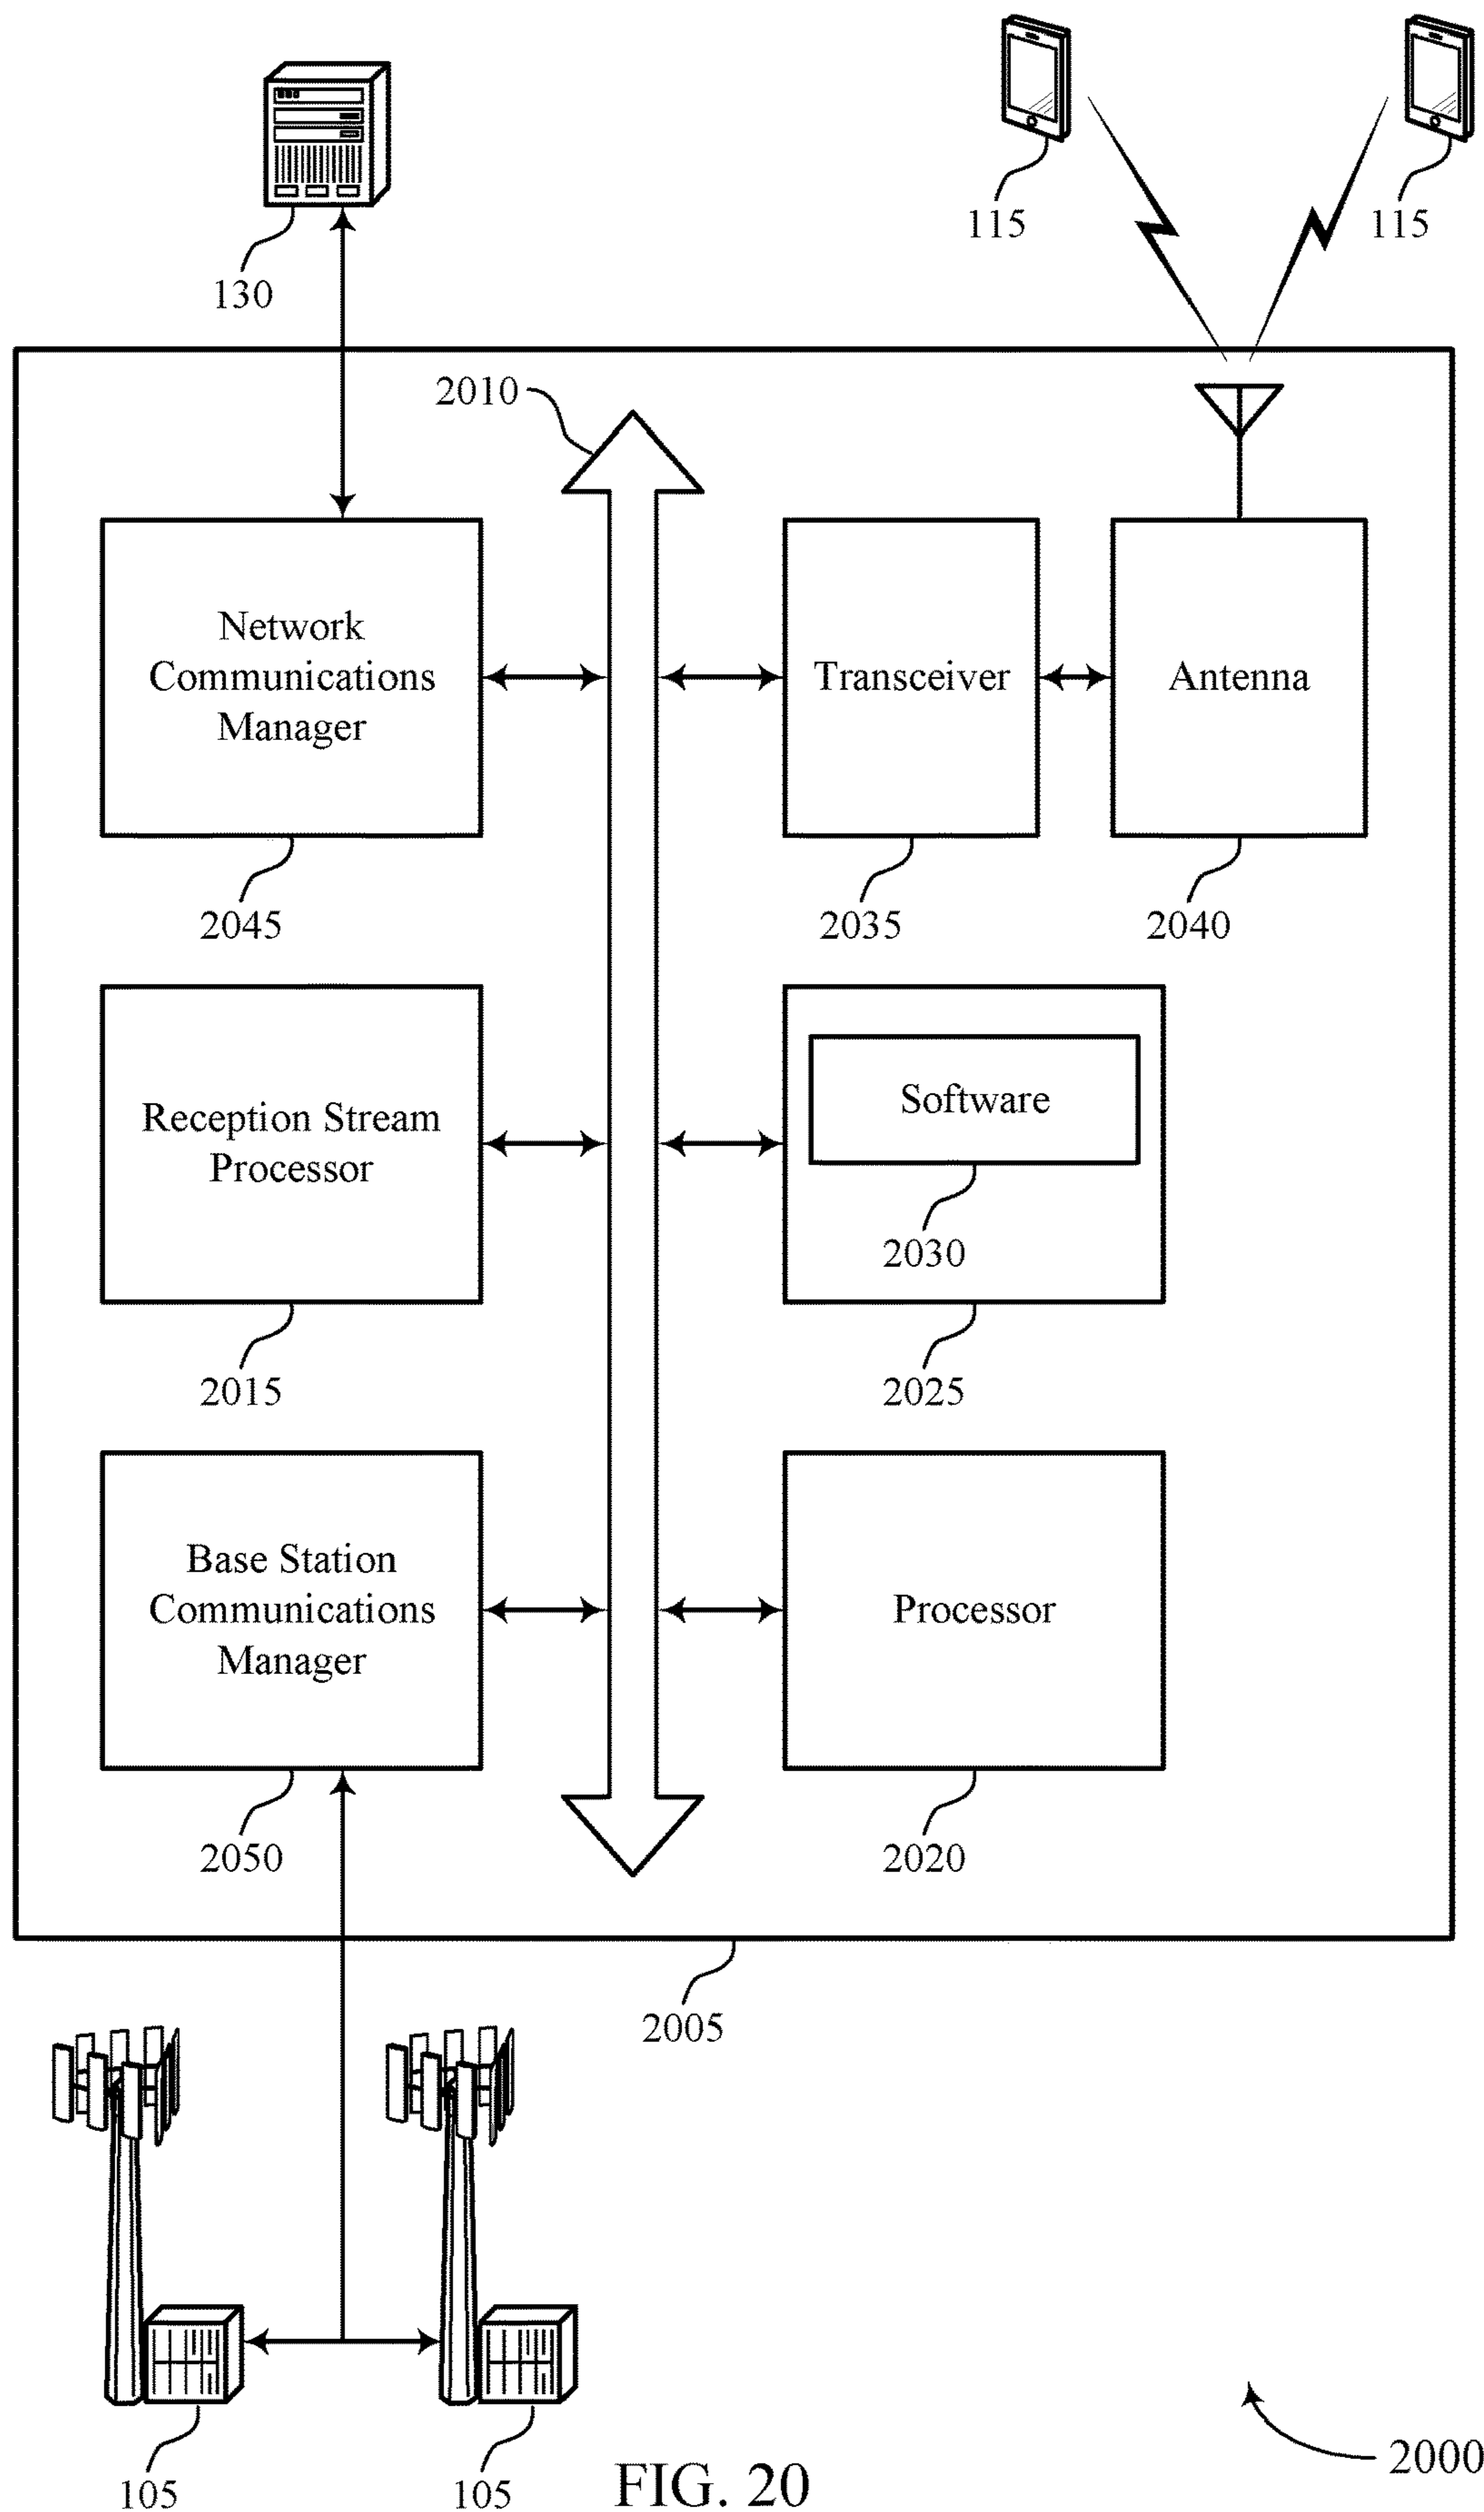 115
115
130
2010
Network
Communications
Manager
Transceiver
Antenna
2045
2035
2040
Reception Stream
Processor
Software
2030
2015
2025
Base Station
Communications
Manager
Processor
2050
2020
2005
2000
105
105
FIG. 20